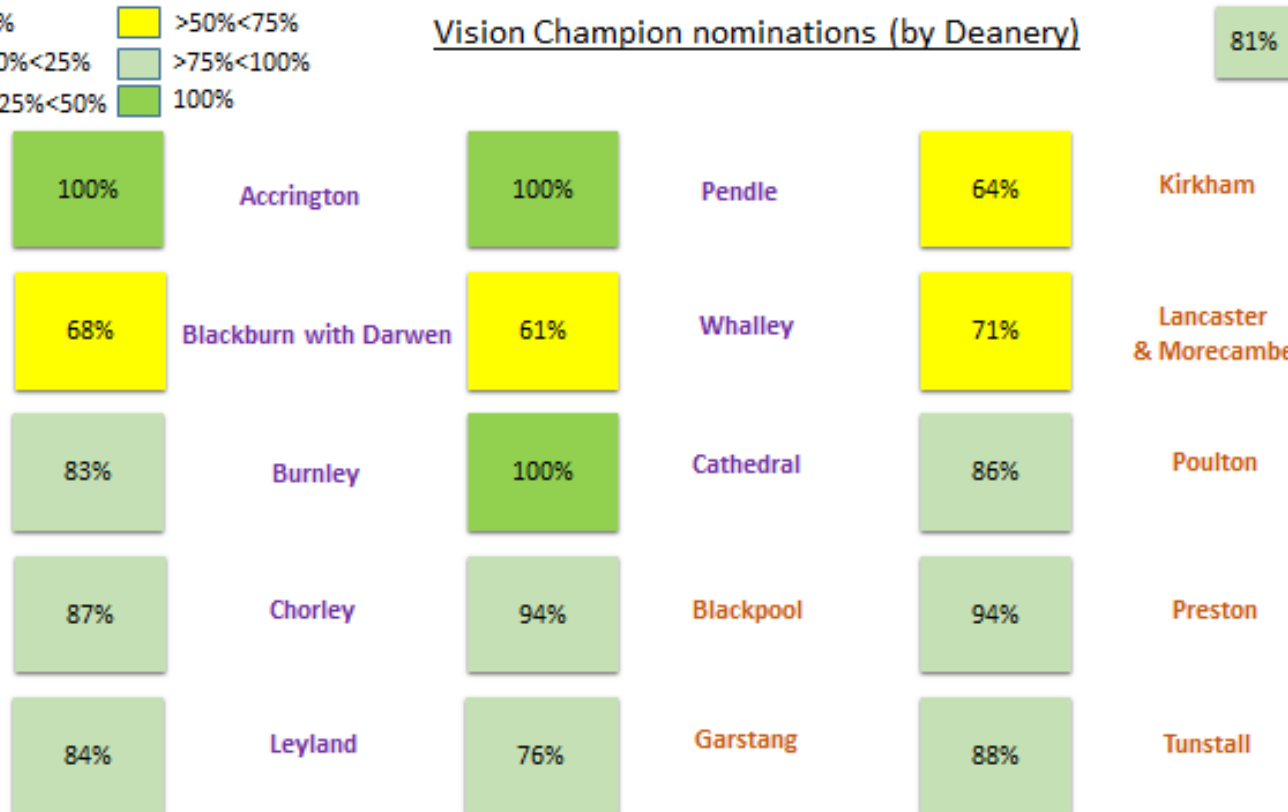 %
>50%<75%
Vision Champion nominations (by Deanery)
81%
0%<25%
>75%<100%
25%<50%
100%
100%
Accrington
100%
Pendle
64%
Kirkham
68%
Blackburn with Darwen
61%
Whalley
71%
Lancaster
& Morecambe
83%
Burnley
100%
Cathedral
86%
Poulton
87%
Chorley
94%
Blackpool
94%
Preston
84%
Leyland
76%
Garstang
88%
Tunstall